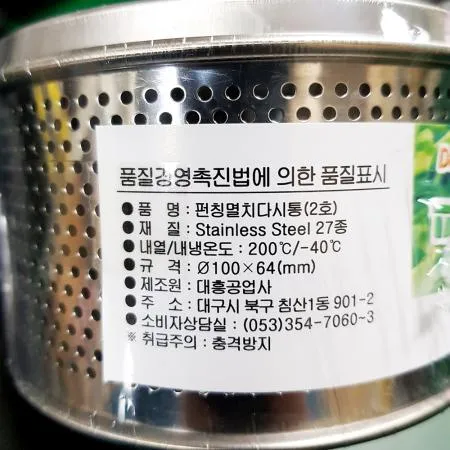 품질경영촉진법에 의한 품질표시
● 품 명 : 펀칭멸치다시통(2호)
● 재 질 : Stainless Steel 27종
● 내열/내냉온도 : 200℃/-40℃
● 규 격 : Ø100×64(mm)
● 제조원 : 대흥공업사
● 주 소 : 대구시 북구 침산1동 901-2
● 소비자상담실 : (053)354-7060~3
※ 취급주의 : 충격방지